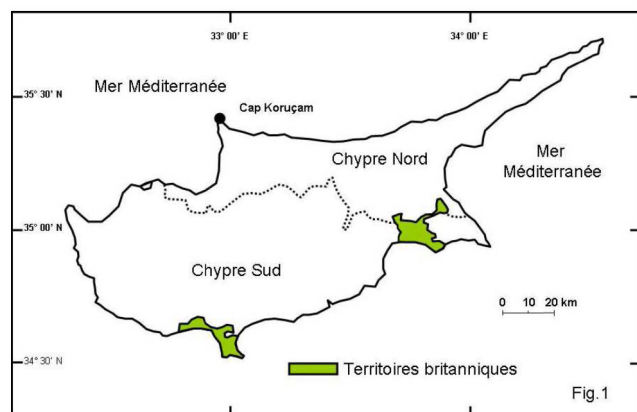 33° 00' E
34° 00' E
Mer Méditerranée
35° 30' N
Cap Koruçam
Chypre Nord
Mer
Méditerranée
35° 00' N
Chypre Sud
0 10 20 km
34° 30' N
Territoires britanniques
Fig.1